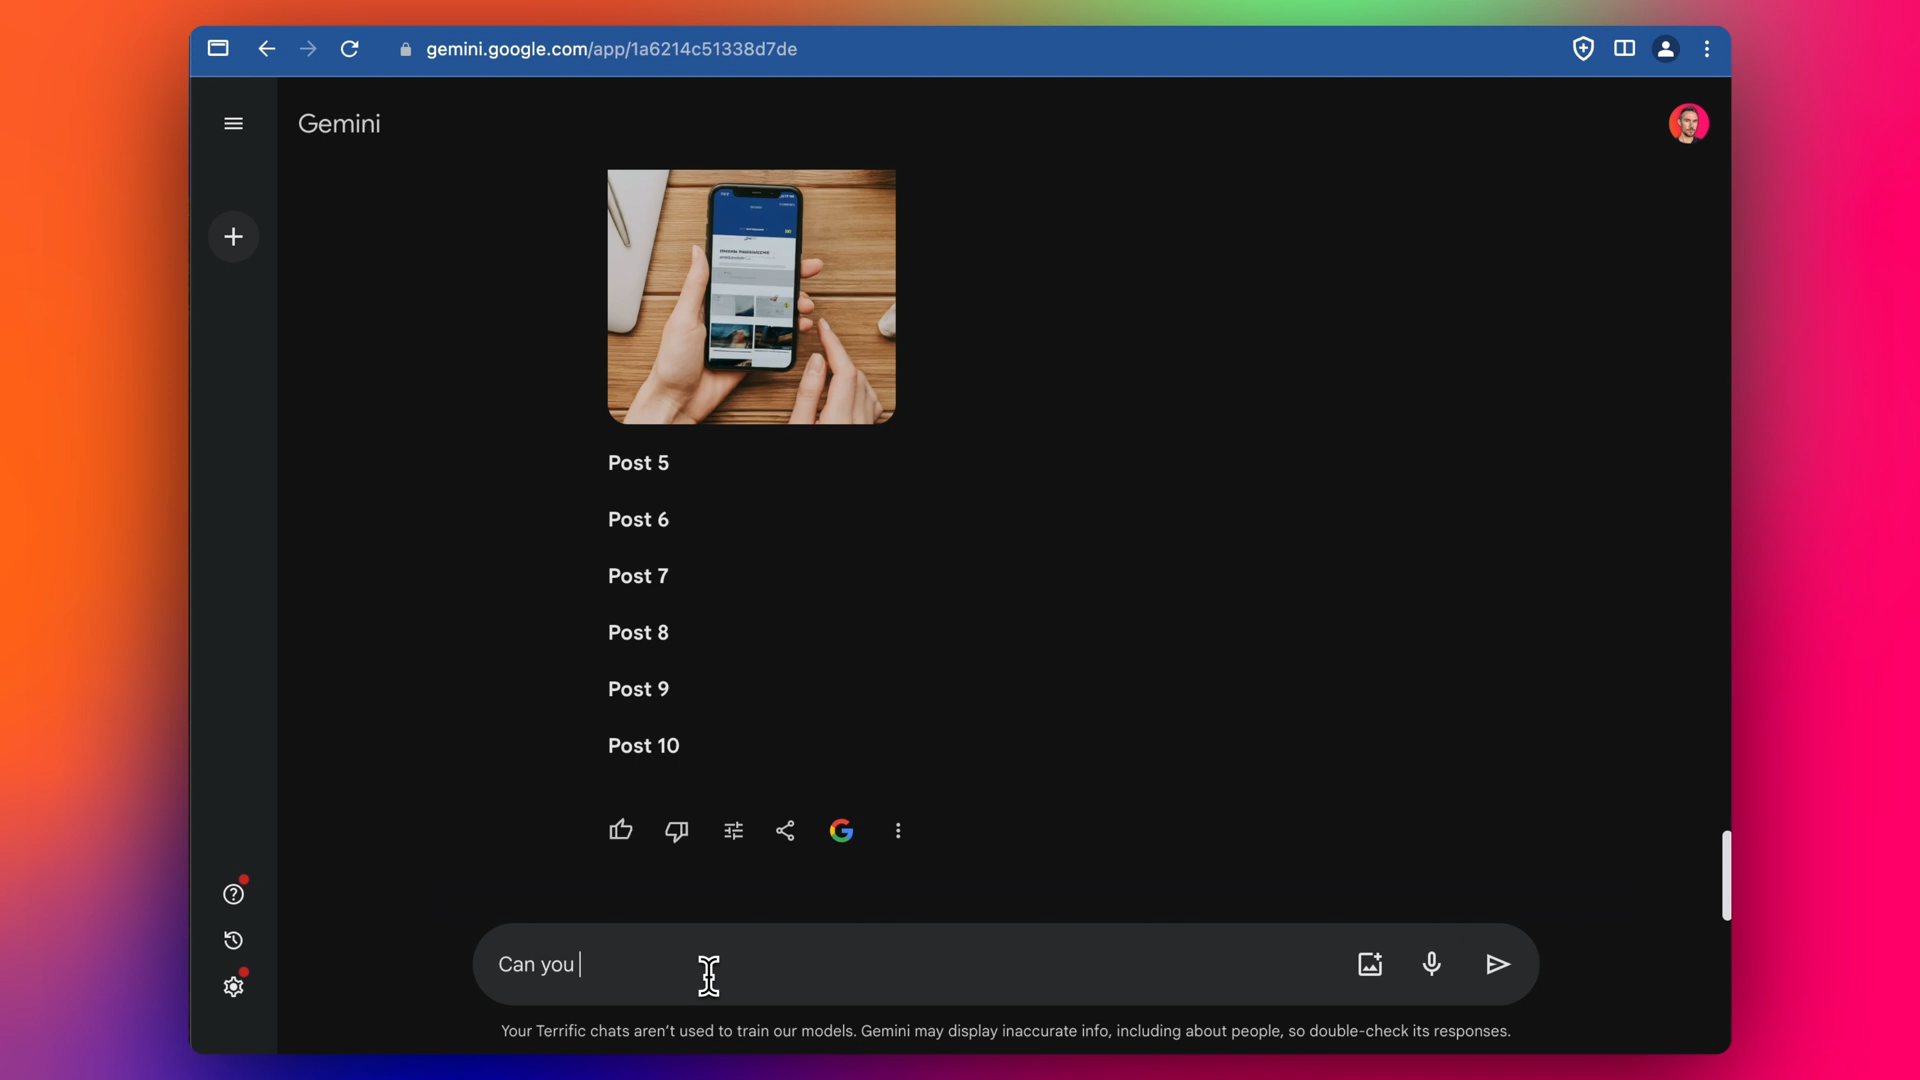 gemini.google.com/app/1a6214c51338d7de
Gemini
Post 5
Post 6
Post 7
Post 8
Post 9
Post 10
Can you
Your Terrific chats aren't used to train our models. Gemini may display inaccurate info, including about people, so double-check its responses.